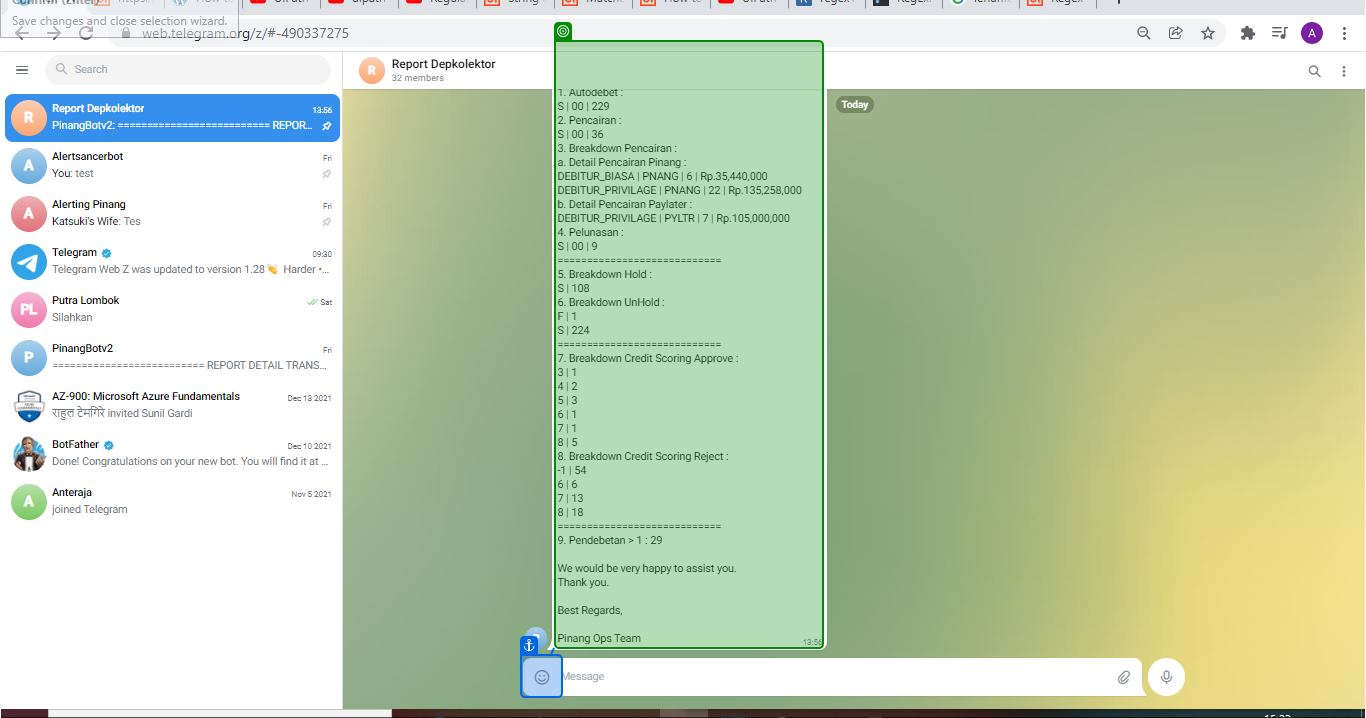 Save changes and close selection wizard.
web.telegram.org/z/#-490337275
A
Search
R
Report Depkolektor
32 members
R
Report Depkolektor
13:56
PinangBotv2: ========================== REPOR...
A
Alertsancerbot
Fri
You: test
A
Alerting Pinang
Fri
Katsuki's Wife: Tes
Telegram
09:30
Telegram Web Z was updated to version 1.28 👏 Harder •...
PL
Putra Lombok
Sat
Silahkan
P
PinangBotv2
Fri
========================== REPORT DETAIL TRANS...
AZ-900: Microsoft Azure Fundamentals
Dec 13 2021
राहुल टेमगिरे invited Sunil Gardi
BotFather
Dec 10 2021
Done! Congratulations on your new bot. You will find it at ...
A
Anteraja
Nov 5 2021
joined Telegram
Today
1. Autodebet :
S | 00 | 229
2. Pencairan :
S | 00 | 36
3. Breakdown Pencairan :
a. Detail Pencairan Pinang :
DEBITUR_BIASA | PNANG | 6 | Rp.35,440,000
DEBITUR_PRIVILAGE | PNANG | 22 | Rp.135,258,000
b. Detail Pencairan Paylater :
DEBITUR_PRIVILAGE | PYLTR | 7 | Rp.105,000,000
4. Pelunasan :
S | 00 | 9
============================
5. Breakdown Hold :
S | 108
6. Breakdown UnHold :
F | 1
S | 224
============================
7. Breakdown Credit Scoring Approve :
3 | 1
4 | 2
5 | 3
6 | 1
7 | 1
8 | 5
8. Breakdown Credit Scoring Reject :
-1 | 54
6 | 6
7 | 13
8 | 18
============================
9. Pendebetan > 1 : 29
We would be very happy to assist you.
Thank you.
Best Regards,
Pinang Ops Team
13:56
Message